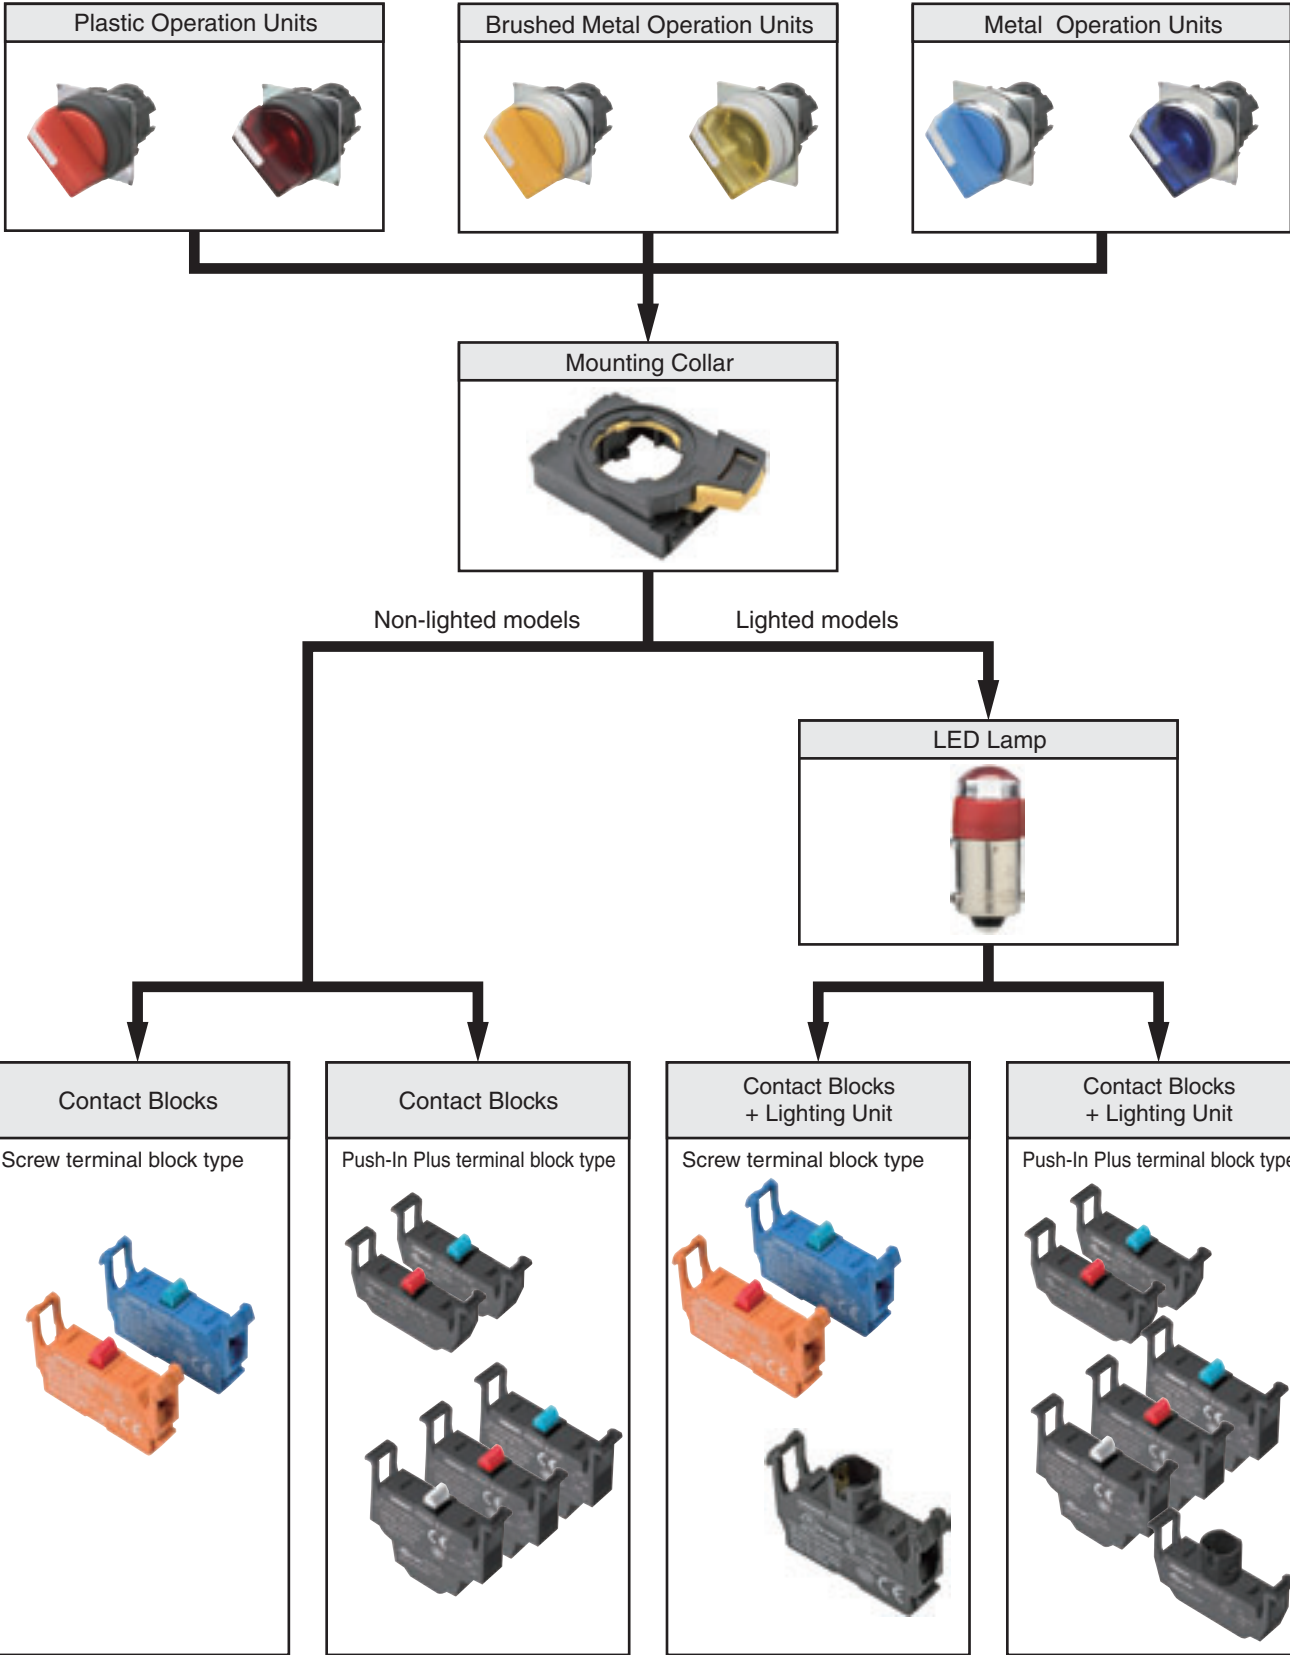 Plastic Operation Units
Brushed Metal Operation Units
Metal Operation Units
Mounting Collar
Non-lighted models
Lighted models
LED Lamp
Contact Blocks
Contact Blocks
Contact Blocks
+ Lighting Unit
Contact Blocks
+ Lighting Unit
Screw terminal block type
Push-In Plus terminal block type
Screw terminal block type
Push-In Plus terminal block type